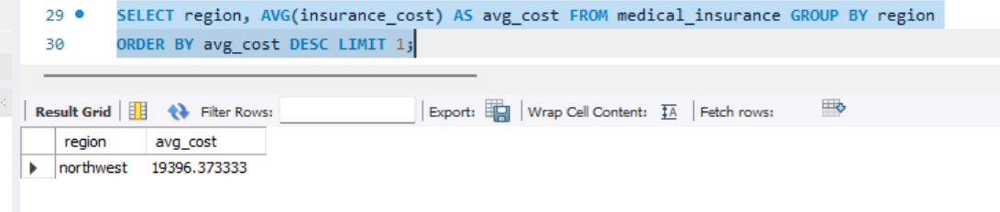 29 SELECT region, AVG(insurance_cost) AS avg_cost FROM medical_insurance GROUP BY region
30 ORDER BY avg_cost DESC LIMIT 1;
Result Grid Filter Rows: Export: Wrap Cell Content: IA Fetch rows:
region avg_cost
northwest 19396.373333